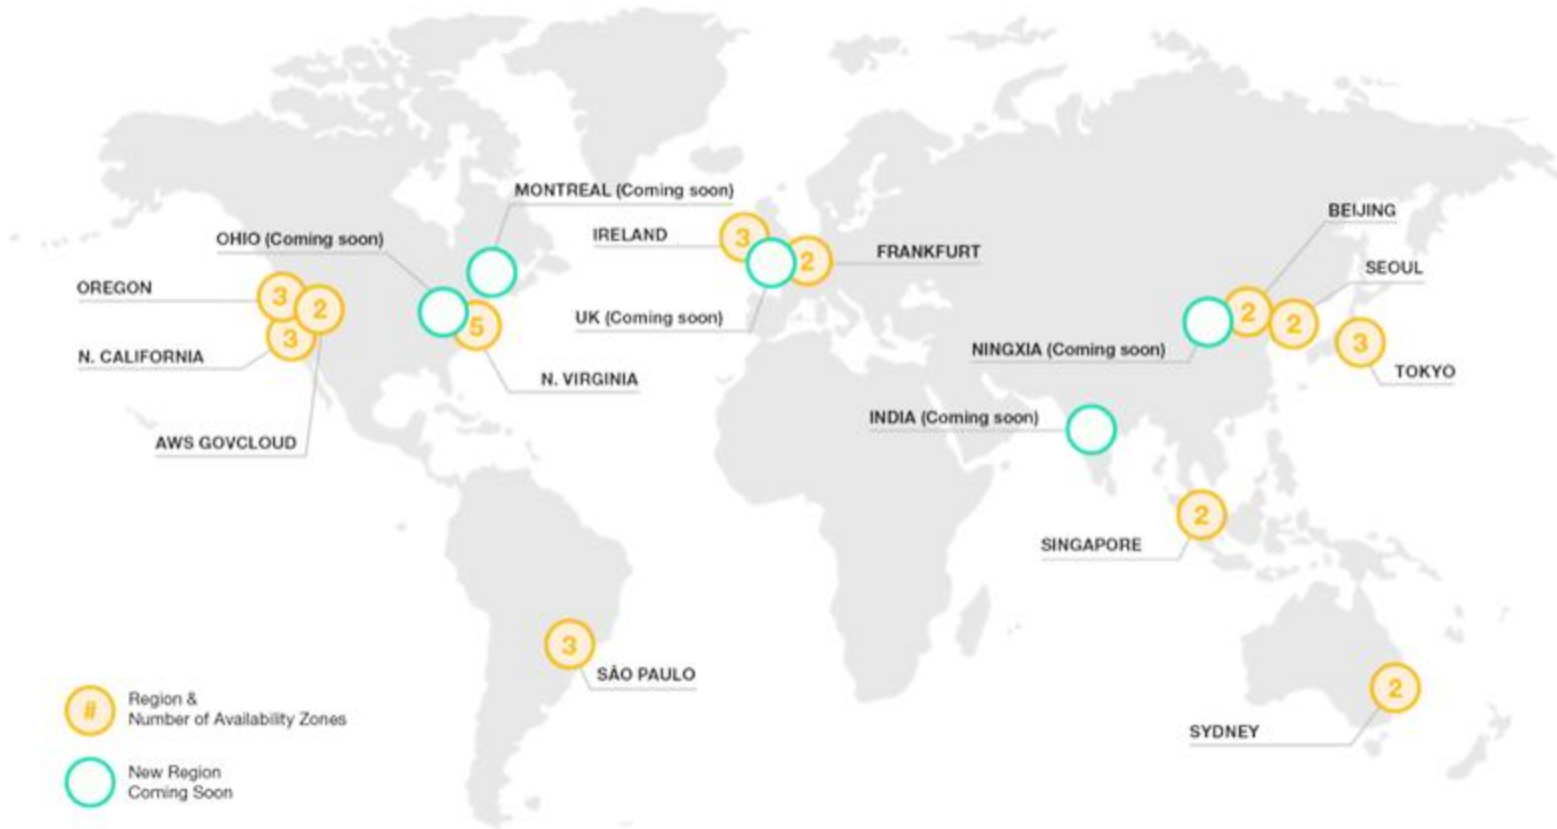 MONTREAL (Coming soon)
BEIJING
IRELAND
3
OHIO (Coming soon)
FRANKFURT
2
SEOUL
OREGON
3
2
2
2
UK (Coming soon)
5
3
N. CALIFORNIA
NINGXIA (Coming soon)
3
TOKYO
N. VIRGINIA
INDIA (Coming soon)
AWS GOVCLOUD
2
SINGAPORE
3
SÃO PAULO
2
SYDNEY
#
Region &
Number of Availability Zones
New Region
Coming Soon